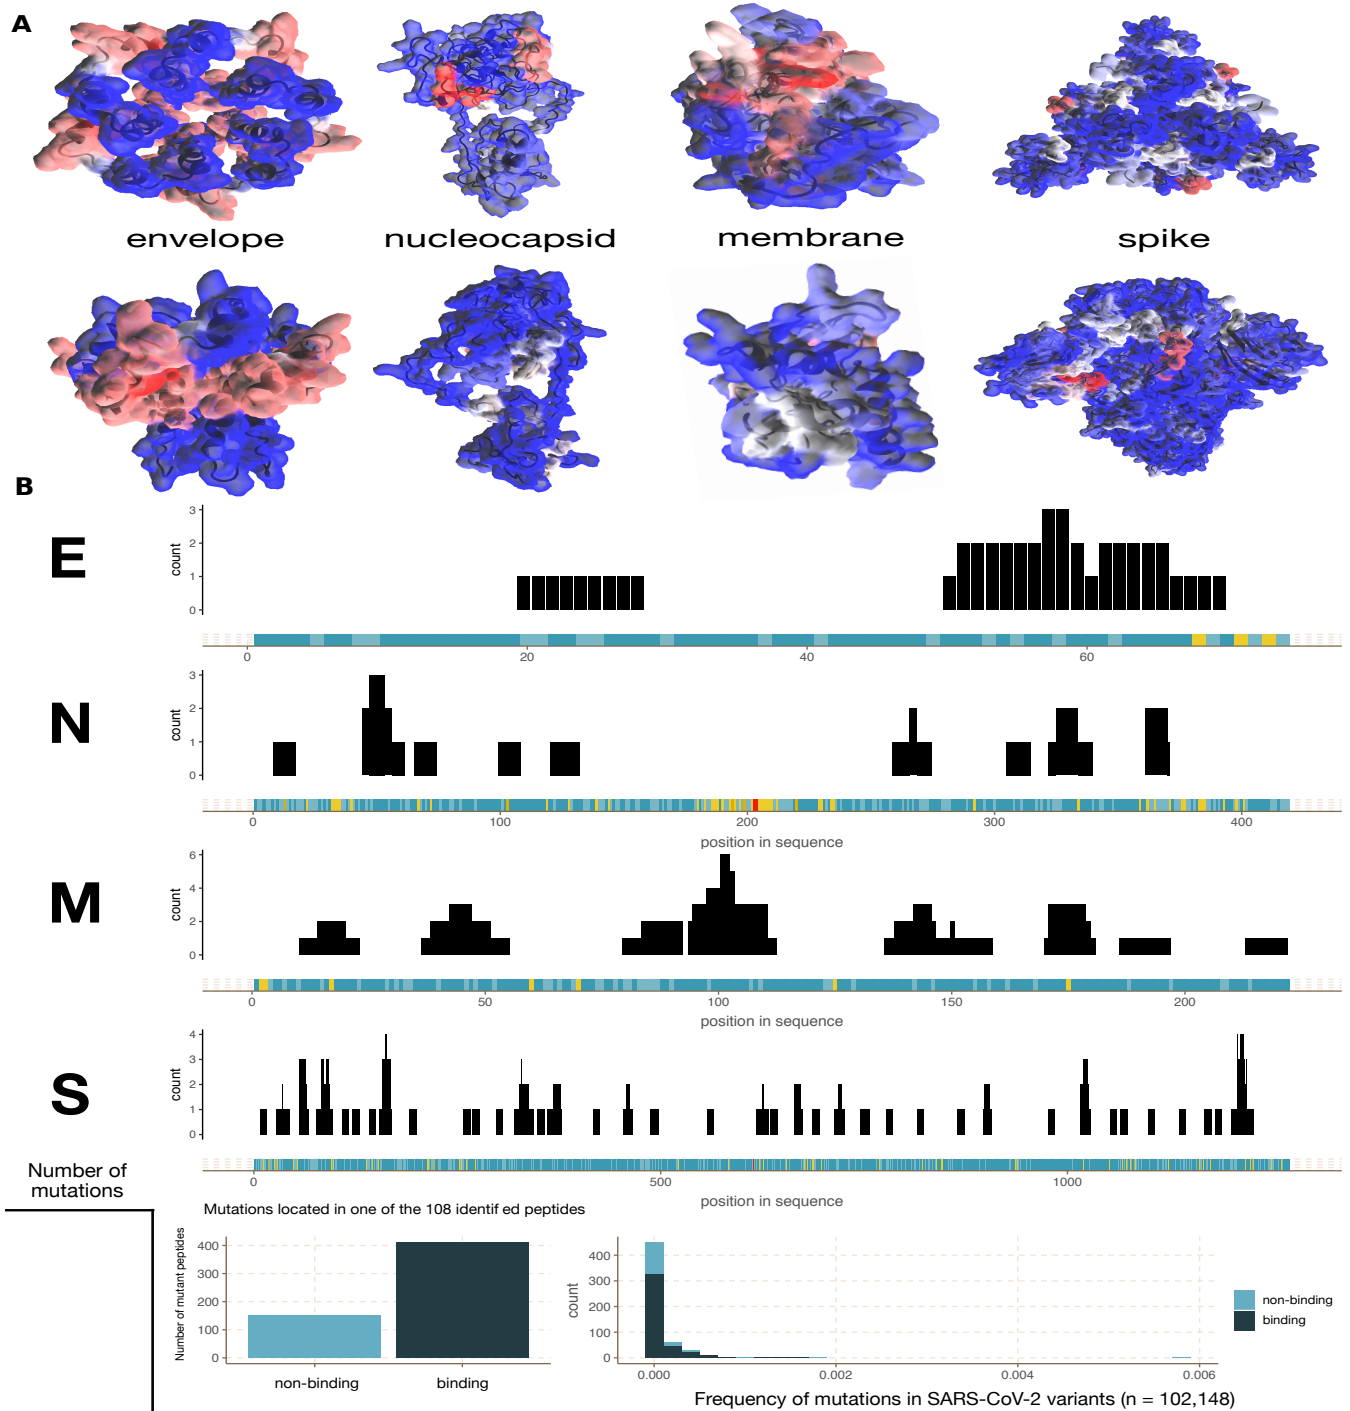 A
envelope nucleocapsid membrane spike
B
E
count
3
2
1
0
0 20 40 60
N
count
3
2
1
0
0 100 200 300 400
position in sequence
M
count
6
4
2
0
0 50 100 150 200
position in sequence
S
count
4
3
2
1
0
0 500 1000
position in sequence
Number of
mutations
Mutations located in one of the 108 identif ed peptides
Number of mutant peptides
400
300
200
100
0
non-binding binding
count
400
300
200
100
0
0.000 0.002 0.004 0.006
Frequency of mutations in SARS-CoV-2 variants (n = 102,148)
non-binding
binding